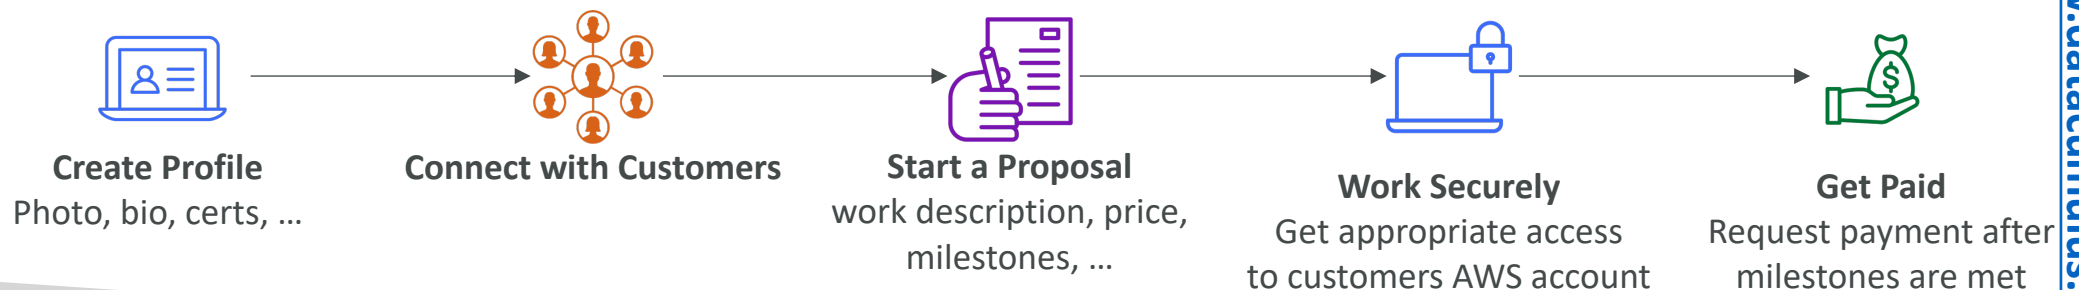 Create Profile
Photo, bio, certs, …
Connect with Customers
Start a Proposal
work description, price,
milestones, …
Work Securely
Get appropriate access
to customers AWS account
Get Paid
Request payment after
milestones are met
.datacumulus.